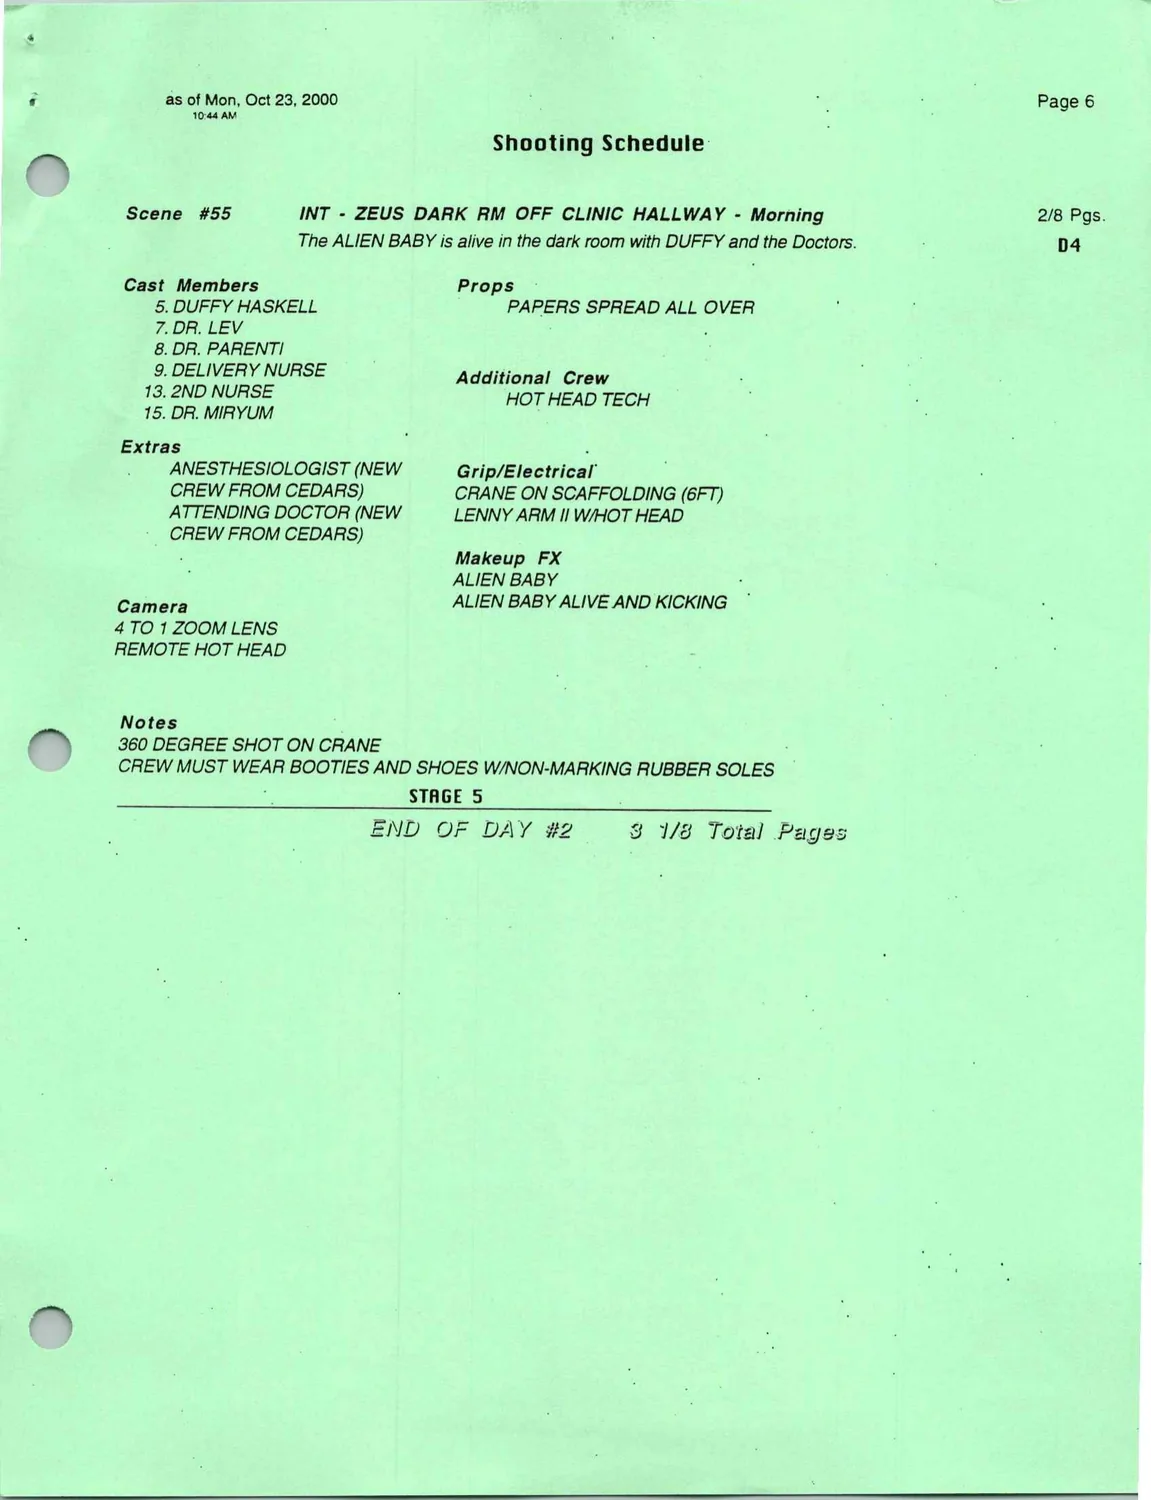 as of Mon, Oct 23, 2000
10:44 AM
Page 6
Shooting Schedule
Scene #55 INT - ZEUS DARK RM OFF CLINIC HALLWAY - Morning 2/8 Pgs.
The ALIEN BABY is alive in the dark room with DUFFY and the Doctors. D4
Cast Members
5. DUFFY HASKELL
7. DR. LEV
8. DR. PARENTI
9. DELIVERY NURSE
13. 2ND NURSE
15. DR. MIRYUM
Extras
ANESTHESIOLOGIST (NEW
CREW FROM CEDARS)
ATTENDING DOCTOR (NEW
CREW FROM CEDARS)
Camera
4 TO 1 ZOOM LENS
REMOTE HOT HEAD
Props
PAPERS SPREAD ALL OVER
Additional Crew
HOT HEAD TECH
Grip/Electrical
CRANE ON SCAFFOLDING (6FT)
LENNY ARM II W/HOT HEAD
Makeup FX
ALIEN BABY
ALIEN BABY ALIVE AND KICKING
Notes
360 DEGREE SHOT ON CRANE
CREW MUST WEAR BOOTIES AND SHOES W/NON-MARKING RUBBER SOLES
STAGE 5
END OF DAY #2 3 1/8 Total Pages